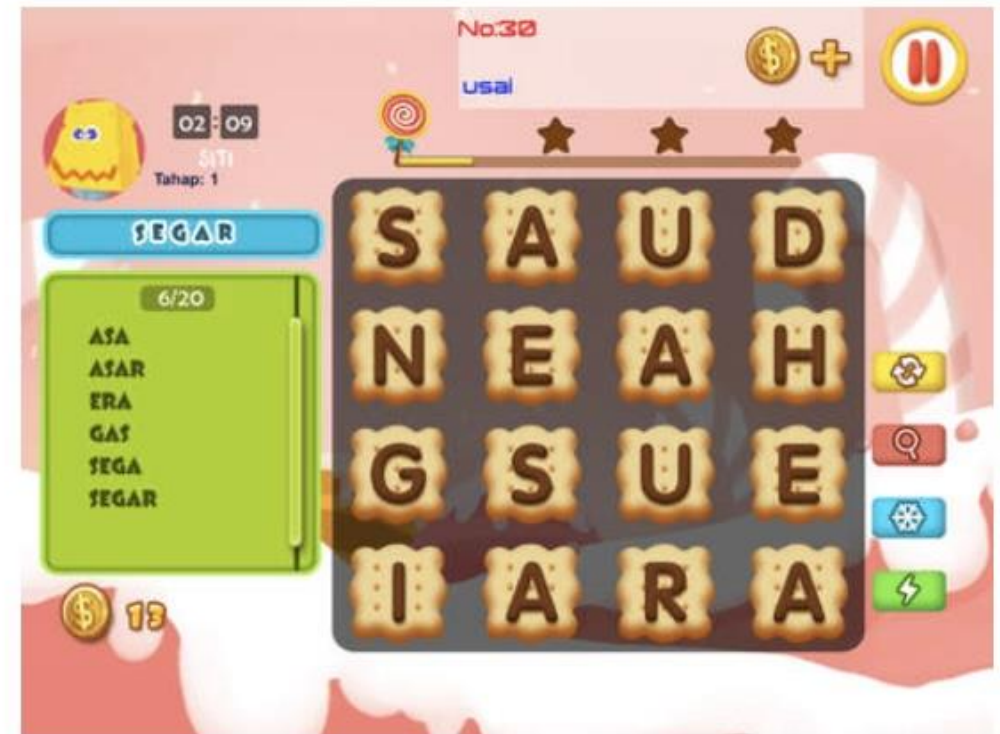 No:30
usai
02:09
SITI
Tahap: 1
SEGAR
6/20
ASA
ASAR
ERA
GAS
SEGA
SEGAR
13
S A U D
N E A H
G S U E
I A R A